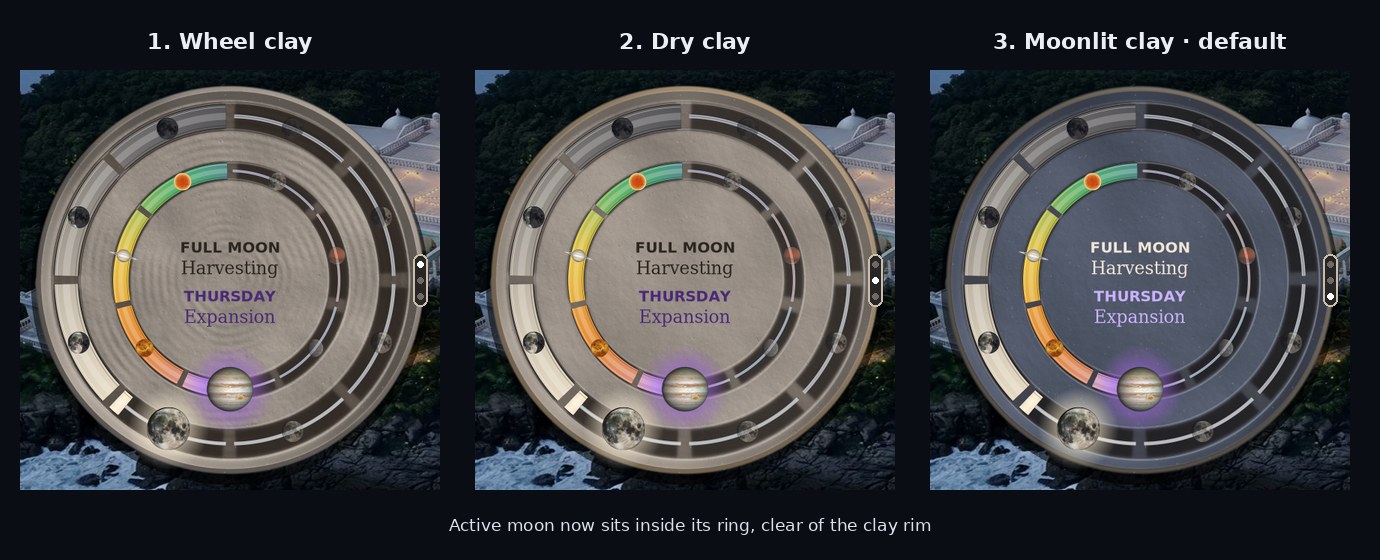 1. Wheel clay
2. Dry clay
3. Moonlit clay · default
FULL MOON
Harvesting
THURSDAY
Expansion
FULL MOON
Harvesting
THURSDAY
Expansion
FULL MOON
Harvesting
THURSDAY
Expansion
Active moon now sits inside its ring, clear of the clay rim